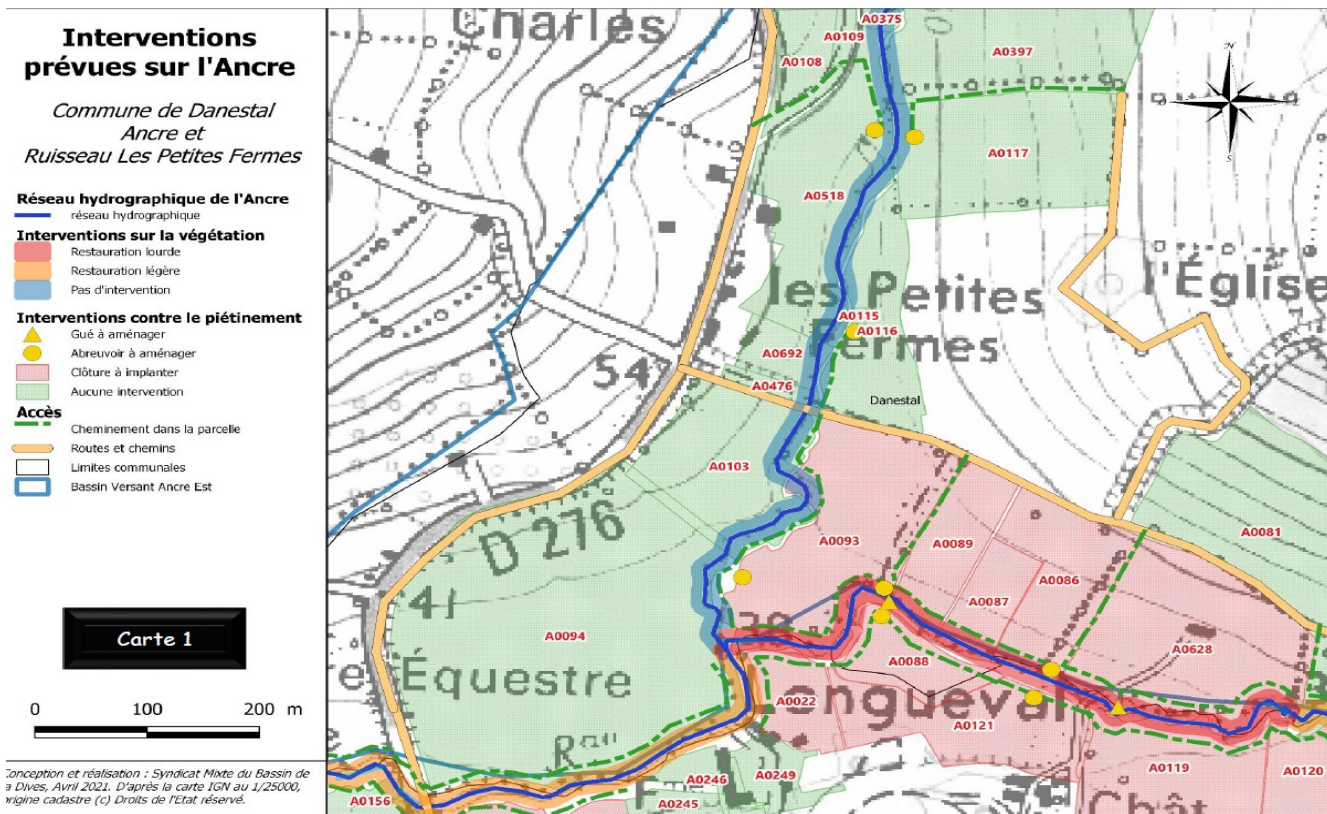 Interventions
prévues sur l'Ancre
Commune de Danestal
Ancre et
Ruisseau Les Petites Fermes
Réseau hydrographique de l'Ancre
réseau hydrographique
Interventions sur la végétation
Restauration lourde
Restauration légère
Pas d'intervention
Interventions contre le piétinement
Gué à aménager
Abreuvoir à aménager
Clôture à implanter
Aucune intervention
Accès
Cheminement dans la parcelle
Routes et chemins
Limites communales
Bassin Versant Ancre Est
Carte 1
0 100 200 m
Conception et réalisation : Syndicat Mixte du Bassin de
a Dives, Avril 2021. D'après la carte IGN au 1/25000,
origine cadastre (c) Droits de l'Etat réservé.
Charles
A0375
A0109
A0397
A0108
N
S
A0117
A0518
l'Église
les Petites
Fermes
A0115
A0116
A0692
54
A0476
Danestal
A0103
D 276
A0093
A0089
A0081
A0086
41
A0087
A0094
A0088
A0628
Équestre
A0022
Longueval
A0121
A0246
A0249
A0119
A0120
A0156
A0245
Chât